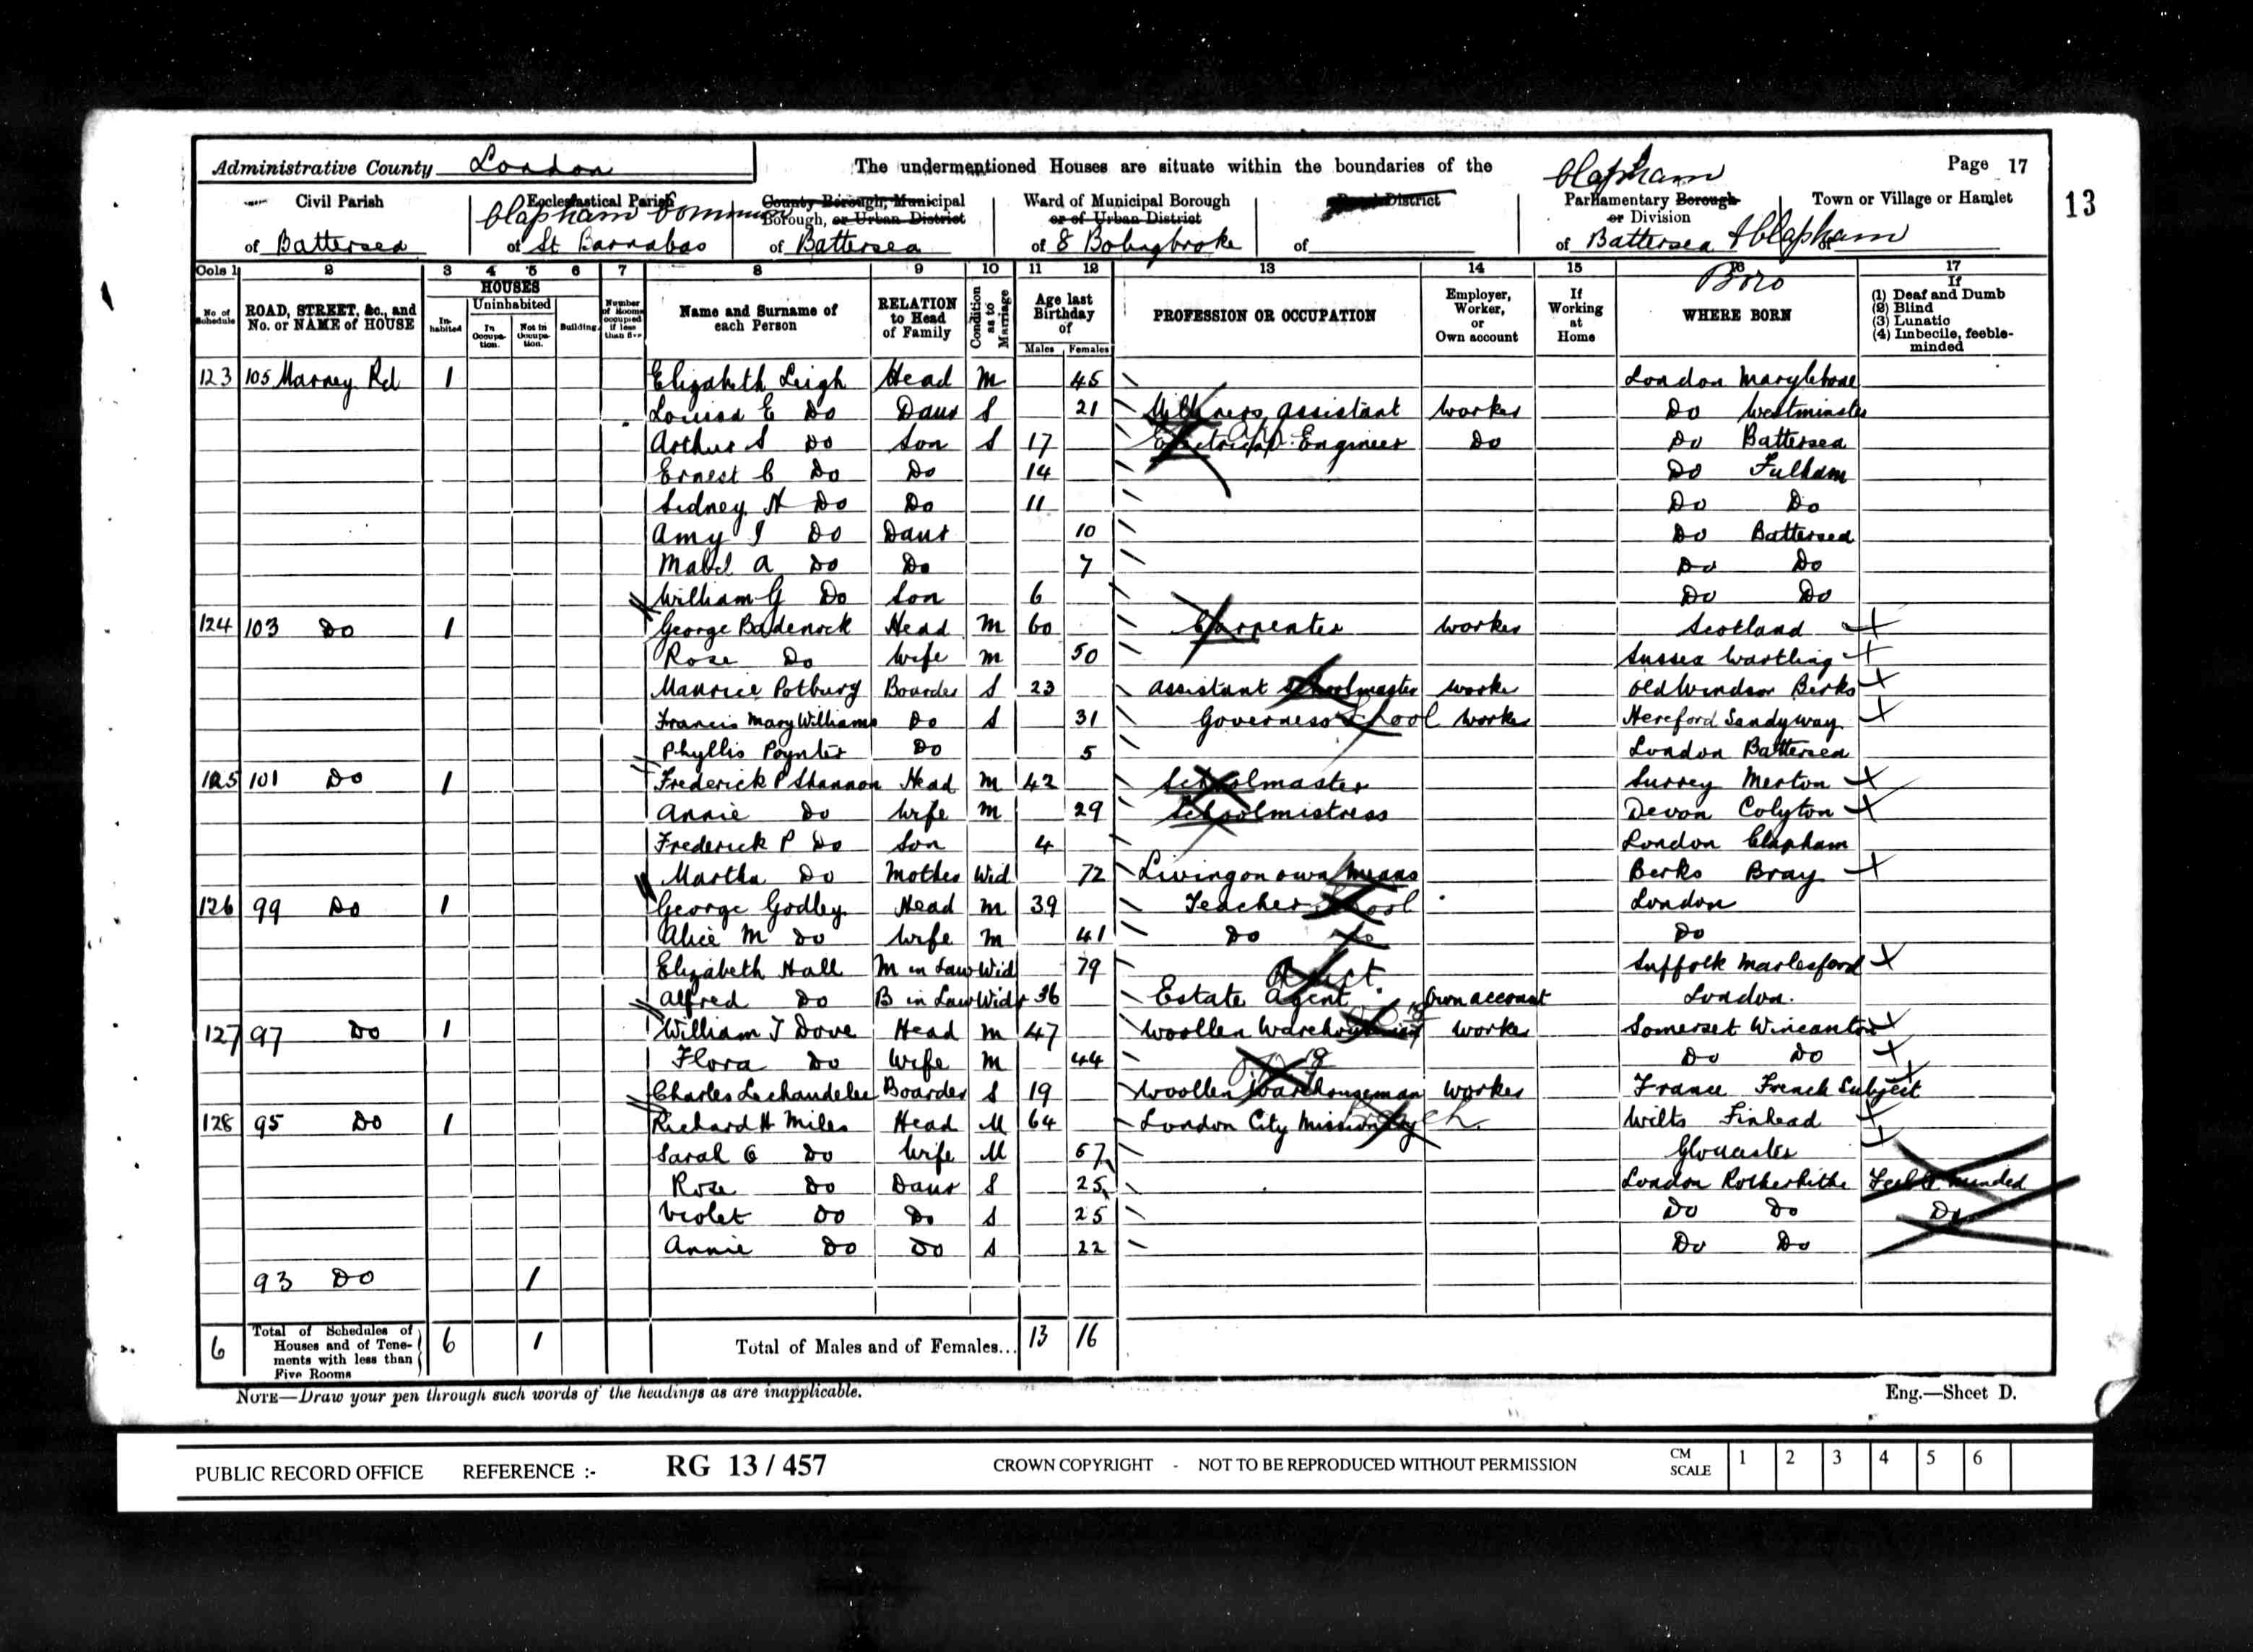 Administrative County London The undermentioned Houses are situate within the boundaries of the Clapham Page 17
13
Civil Parish of Battersea
Ecclesiastical Parish Clapham Common of St Barnabas
County Borough, Municipal Borough, or Urban District of Battersea
Ward of Municipal Borough or of Urban District of 8 Bolingbroke
Rural District of
Parliamentary Borough or Division of Battersea & Clapham Boro
Town or Village or Hamlet of
Cols 1 2 3 4 5 6 7 8 9 10 11 12 13 14 15 16 17
No. of Schedule ROAD, STREET, &c., and No. or NAME of HOUSE HOUSES Inhabited Uninhabited In Occupation. Not in Occupation. Building. Number of Rooms occupied if less than five Name and Surname of each Person RELATION to Head of Family Condition as to Marriage Age last Birthday of Males Females PROFESSION OR OCCUPATION Employer, Worker, or Own account If Working at Home WHERE BORN If (1) Deaf and Dumb (2) Blind (3) Lunatic (4) Imbecile, feeble-minded
123 105 Marney Rd 1 Elizabeth Leigh Head M 45 London Marylebone
Louisa E Do Daur S 21 Milliners assistant Worker Do Westminster
Arthur S Do Son S 17 Electrical App. Engineer Do Do Battersea
Ernest C Do Do 14 Do Fulham
Sidney H Do Do 11 Do Do
Amy I Do Daur 10 Do Battersea
Mabel A Do Do 7 Do Do
William G Do Son 6 Do Do
124 103 Do 1 George Badenock Head M 60 Carpenter Worker Scotland
Rose Do Wife M 50 Sussex Wartling
Maurice Potbury Boarder S 23 Assistant Schoolmaster Worker Old Windsor Berks
Francis Mary Williams Do S 31 Governess School Worker Hereford Sandyway
Phyllis Poynter Do 5 London Battersea
125 101 Do 1 Frederick P Shannon Head M 42 Schoolmaster Surrey Merton
Annie Do Wife M 29 Schoolmistress Devon Colyton
Frederick P Do Son 4 London Clapham
Martha Do Mother Wid 72 Living on own means Berks Bray
126 99 Do 1 George Godley Head M 39 Teacher School London
Alice M Do Wife M 41 Do Do Do
Elizabeth Hall M in Law Wid 79 Suffolk Marlesford
Alfred Do B in Law Widr 36 Estate Agent Auct. Own account London.
127 97 Do 1 William J Dove Head M 47 Woollen Warehouseman Worker Somerset Wincanton
Flora Do Wife M 44 Do Do
Charles Lechandelee Boarder S 19 Woollen Warehouseman Worker France French Subject
128 95 Do 1 Richard H Miles Head M 64 London City Missionary Wilts Finhead
Sarah C Do Wife M 57 Gloucester
Rose Do Daur S 25 London Rotherhithe Feeble minded
Violet Do Do S 25 Do Do Do
Annie Do Do S 22 Do Do
93 Do 1
6 Total of Schedules of Houses and of Tenements with less than Five Rooms 6 1 Total of Males and of Females... 13 16
NOTE—Draw your pen through such words of the headings as are inapplicable. Eng.—Sheet D.
PUBLIC RECORD OFFICE REFERENCE :- RG 13 / 457 CROWN COPYRIGHT - NOT TO BE REPRODUCED WITHOUT PERMISSION CM SCALE 1 2 3 4 5 6